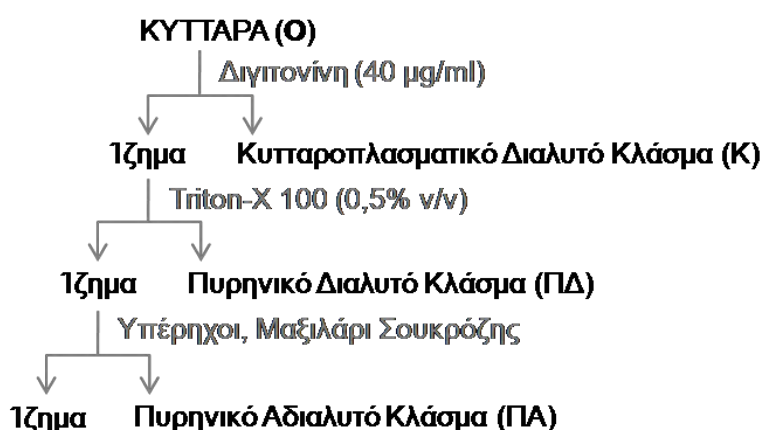 ΚΥΤΤΑΡΑ (Ο)
Διγιτονίνη (40 μg/ml)
Ίζημα Κυτταροπλασματικό Διαλυτό Κλάσμα (Κ)
Triton-X 100 (0,5% v/v)
Ίζημα Πυρηνικό Διαλυτό Κλάσμα (ΠΔ)
Υπέρηχοι, Μαξιλάρι Σουκρόζης
Ίζημα Πυρηνικό Αδιαλυτό Κλάσμα (ΠΑ)